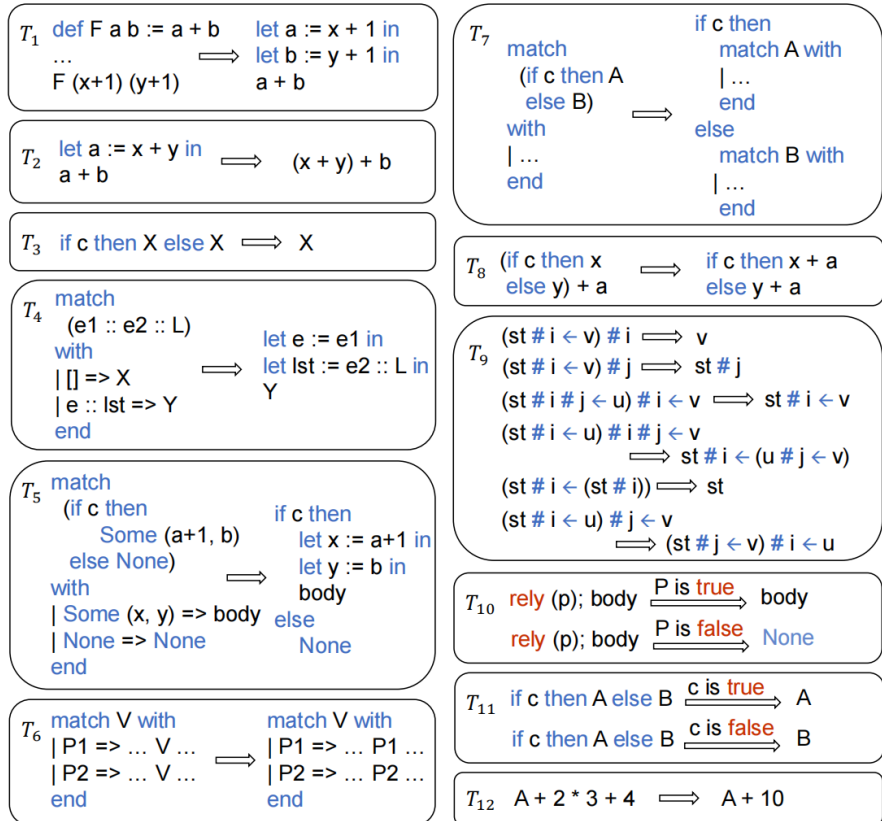 T1 def F a b := a + b
...
F (x+1) (y+1)
⟹
let a := x + 1 in
let b := y + 1 in
a + b
T2 let a := x + y in
a + b
⟹ (x + y) + b
T3 if c then X else X ⟹ X
T4 match
(e1 :: e2 :: L)
with
| [] => X
| e :: lst => Y
end
⟹
let e := e1 in
let lst := e2 :: L in
Y
T5 match
(if c then
Some (a+1, b)
else None)
with
| Some (x, y) => body
| None => None
end
⟹
if c then
let x := a+1 in
let y := b in
body
else
None
T6 match V with
| P1 => ... V ...
| P2 => ... V ...
end
⟹
match V with
| P1 => ... P1 ...
| P2 => ... P2 ...
end
T7 match
(if c then A
else B)
with
| ...
end
⟹
if c then
match A with
| ...
end
else
match B with
| ...
end
T8 (if c then x
else y) + a
⟹
if c then x + a
else y + a
T9 (st # i ← v) # i ⟹ v
(st # i ← v) # j ⟹ st # j
(st # i # j ← u) # i ← v ⟹ st # i ← v
(st # i ← u) # i # j ← v
⟹ st # i ← (u # j ← v)
(st # i ← (st # i)) ⟹ st
(st # i ← u) # j ← v
⟹ (st # j ← v) # i ← u
T10 rely (p); body P is true ⟹ body
rely (p); body P is false ⟹ None
T11 if c then A else B c is true ⟹ A
if c then A else B c is false ⟹ B
T12 A + 2 * 3 + 4 ⟹ A + 10